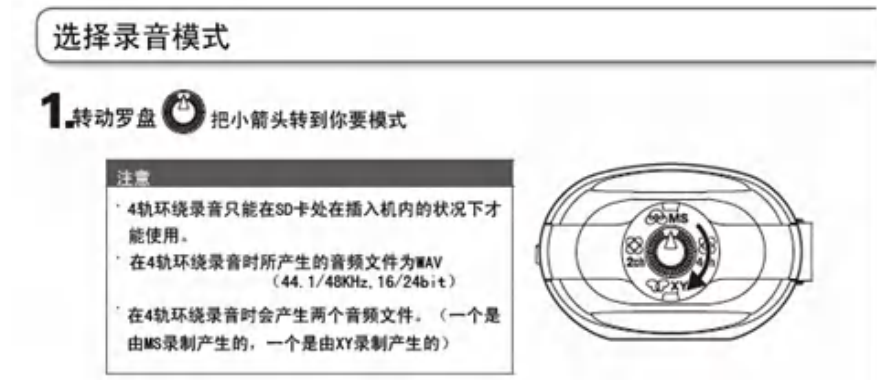 选择录音模式
1.转动罗盘 把小箭头转到你要模式
注意
· 4轨环绕录音只能在SD卡处在插入机内的状况下才
能使用。
· 在4轨环绕录音时所产生的音频文件为WAV
(44.1/48KHz,16/24bit)
· 在4轨环绕录音时会产生两个音频文件。(一个是
由MS录制产生的，一个是由XY录制产生的)
MS
2ch
XY